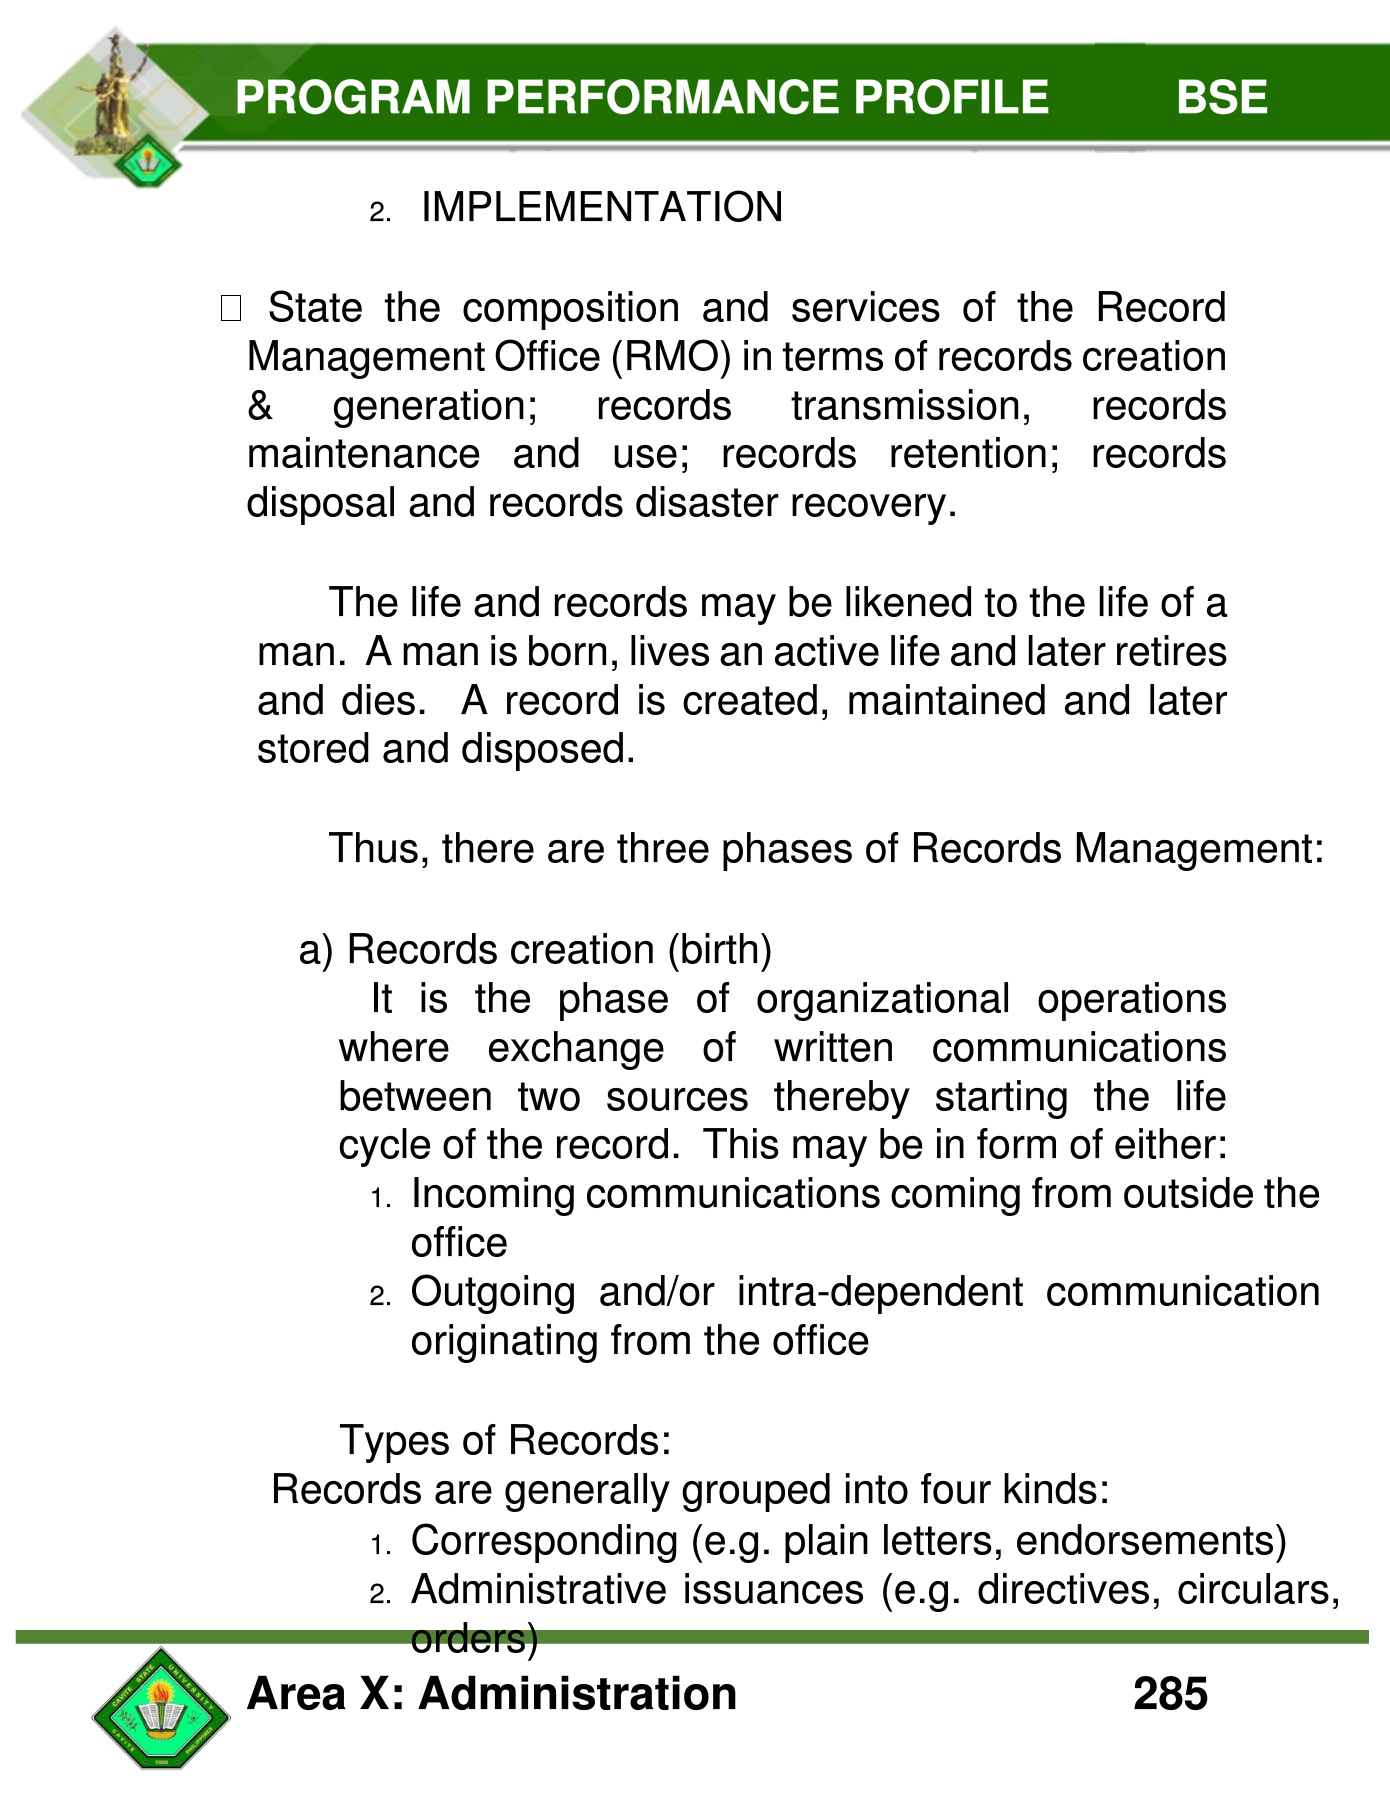 PROGRAM PERFORMANCE PROFILE BSE
2. IMPLEMENTATION
State the composition and services of the Record
Management Office (RMO) in terms of records creation
& generation; records transmission, records
maintenance and use; records retention; records
disposal and records disaster recovery.
The life and records may be likened to the life of a
man. A man is born, lives an active life and later retires
and dies. A record is created, maintained and later
stored and disposed.
Thus, there are three phases of Records Management:
a) Records creation (birth)
It is the phase of organizational operations
where exchange of written communications
between two sources thereby starting the life
cycle of the record. This may be in form of either:
1. Incoming communications coming from outside the
office
2. Outgoing and/or intra-dependent communication
originating from the office
Types of Records:
Records are generally grouped into four kinds:
1. Corresponding (e.g. plain letters, endorsements)
2. Administrative issuances (e.g. directives, circulars,
orders)
CAVITE STATE UNIVERSITY
CAVITE PHILIPPINES
1906
Area X: Administration 285